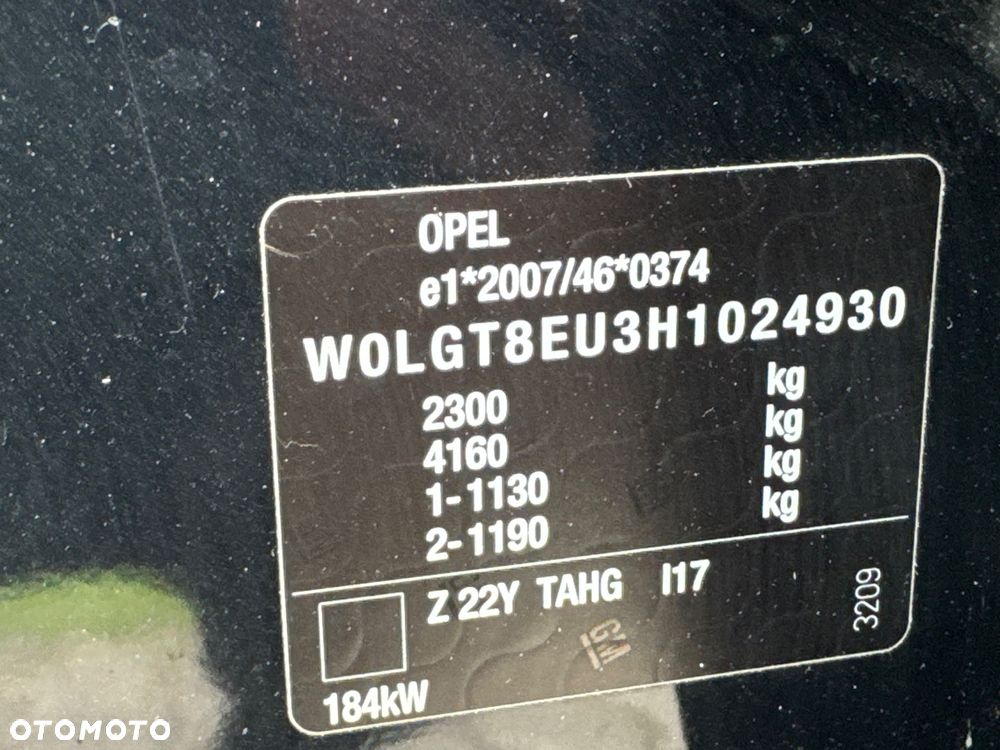 OPEL
e1*2007/46*0374
W0LGT8EU3H1024930
2300 kg
4160 kg
1-1130 kg
2-1190 kg
Z 22Y TAHG I17
3209
GM
184kW
OTOMOTO